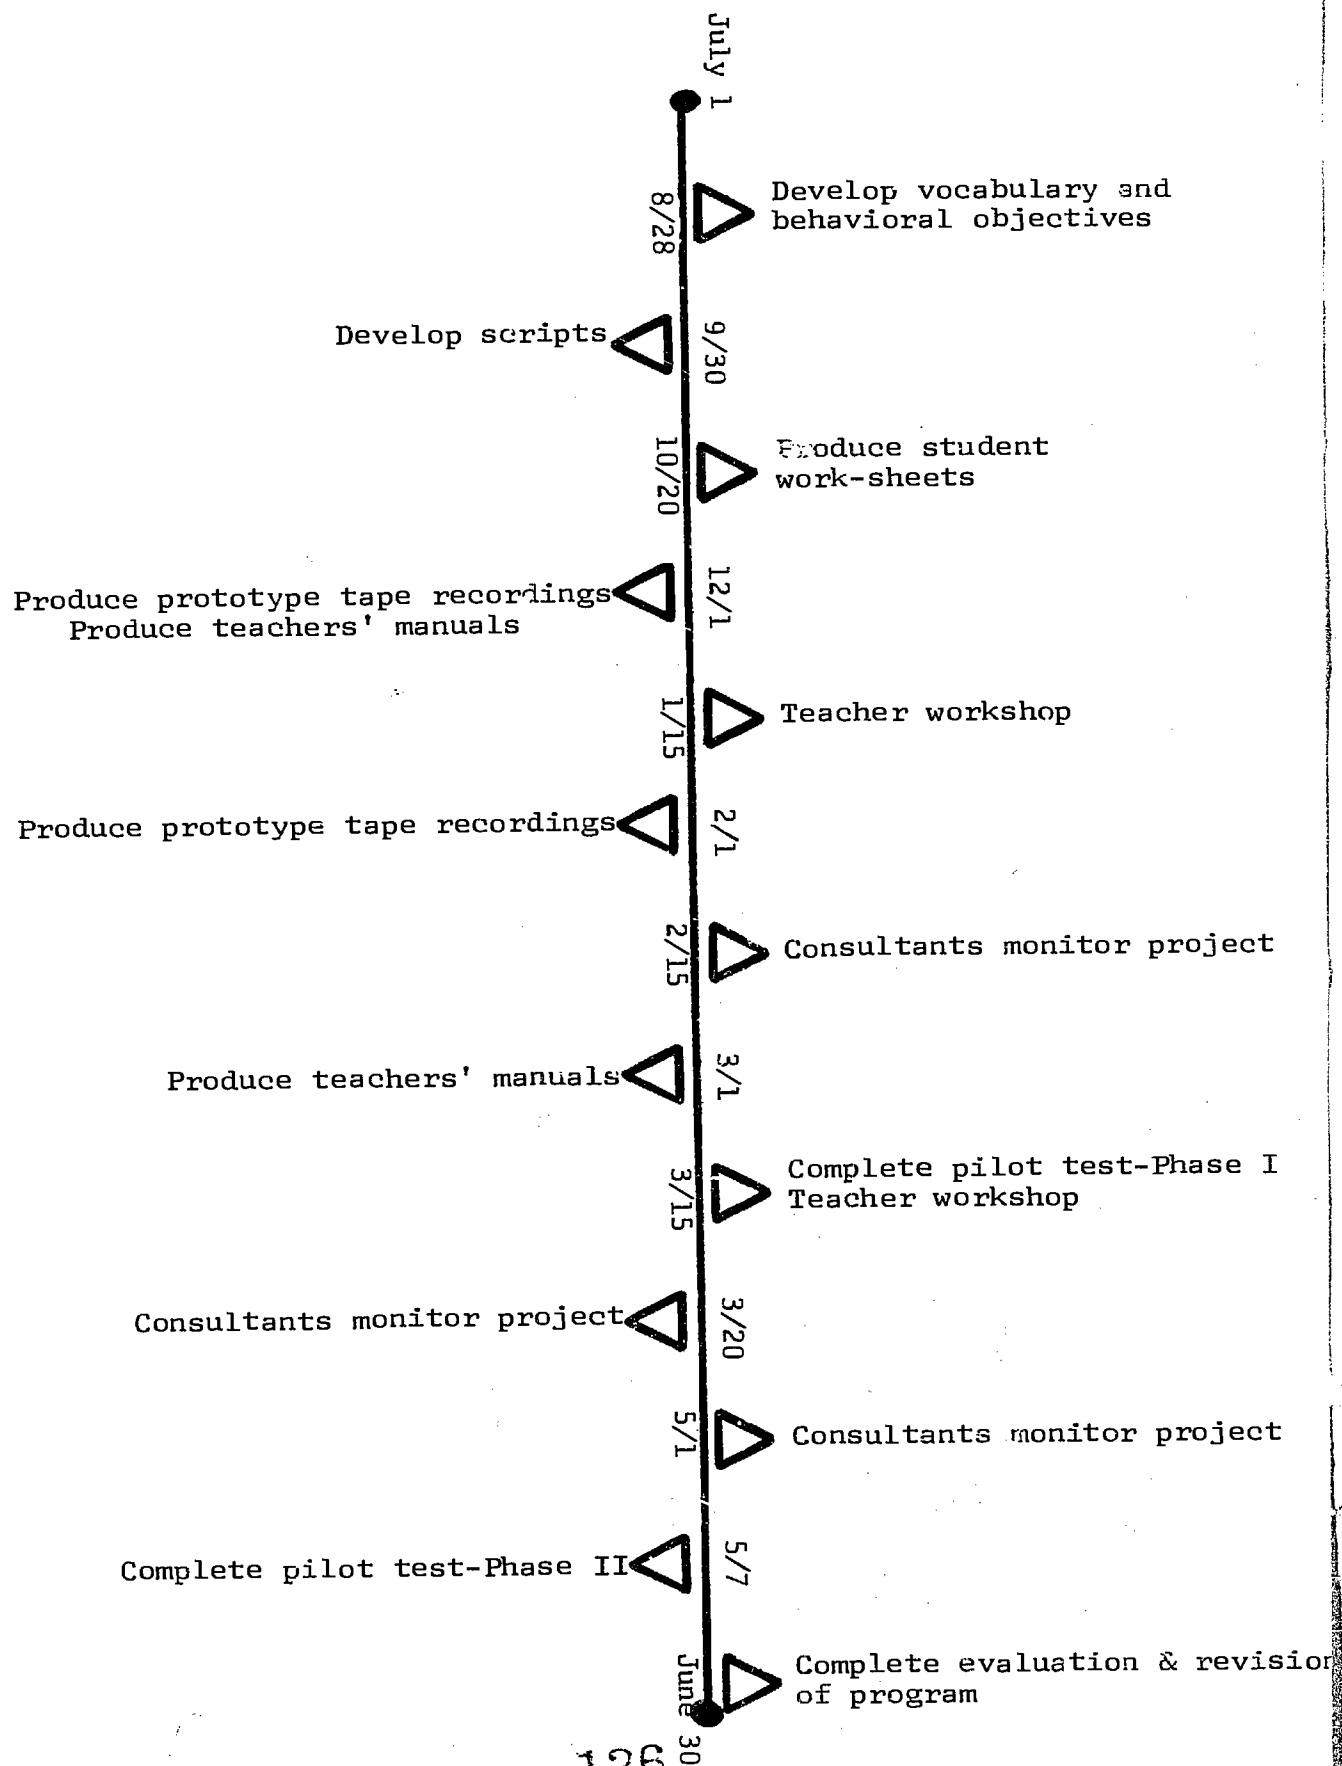 July 1
8/28
Develop vocabulary and
behavioral objectives
Develop scripts
9/30
10/20
Produce student
work-sheets
Produce prototype tape recordings
Produce teachers' manuals
12/1
1/15
Teacher workshop
Produce prototype tape recordings
2/1
2/15
Consultants monitor project
Produce teachers' manuals
3/1
3/15
Complete pilot test-Phase I
Teacher workshop
Consultants monitor project
3/20
5/1
Consultants monitor project
Complete pilot test-Phase II
5/7
June 30
Complete evaluation & revision
of program